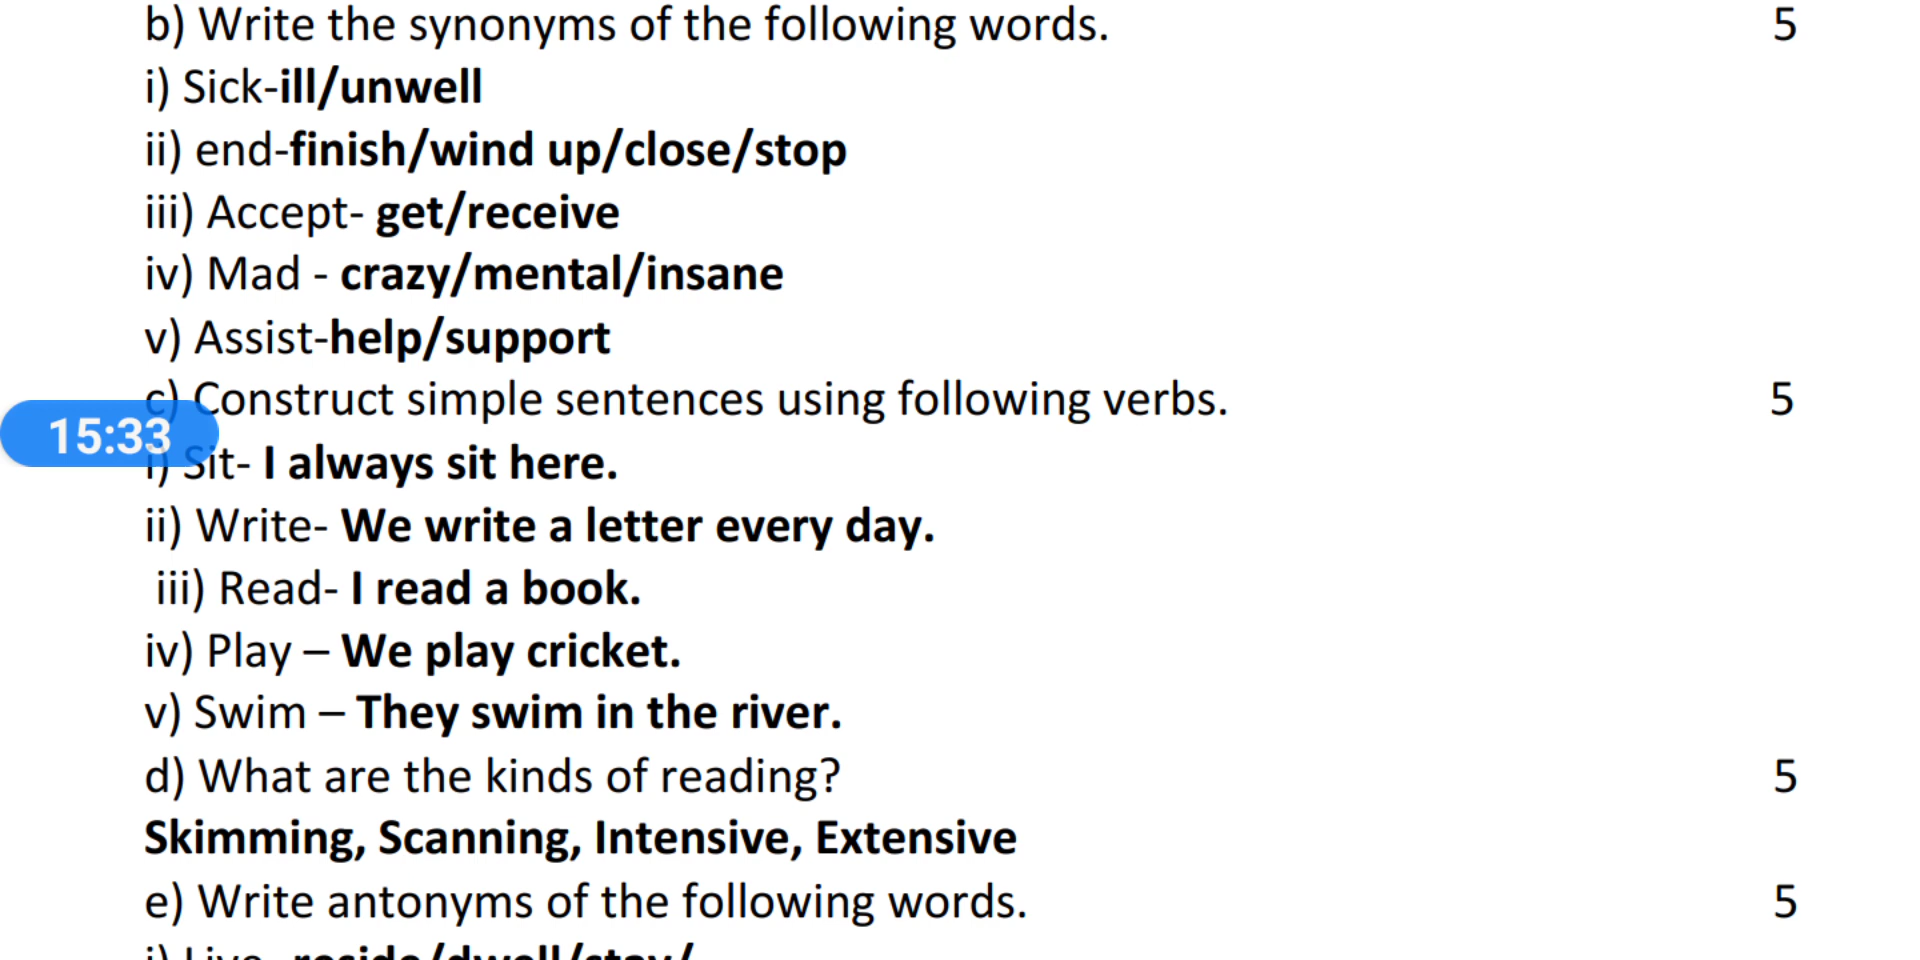 b) Write the synonyms of the following words. 5
i) Sick-ill/unwell
ii) end-finish/wind up/close/stop
iii) Accept- get/receive
iv) Mad - crazy/mental/insane
v) Assist-help/support
c) Construct simple sentences using following verbs. 5
15:33
i) Sit- I always sit here.
ii) Write- We write a letter every day.
iii) Read- I read a book.
iv) Play – We play cricket.
v) Swim – They swim in the river.
d) What are the kinds of reading? 5
Skimming, Scanning, Intensive, Extensive
e) Write antonyms of the following words. 5
i) Live- reside/dwell/stay/